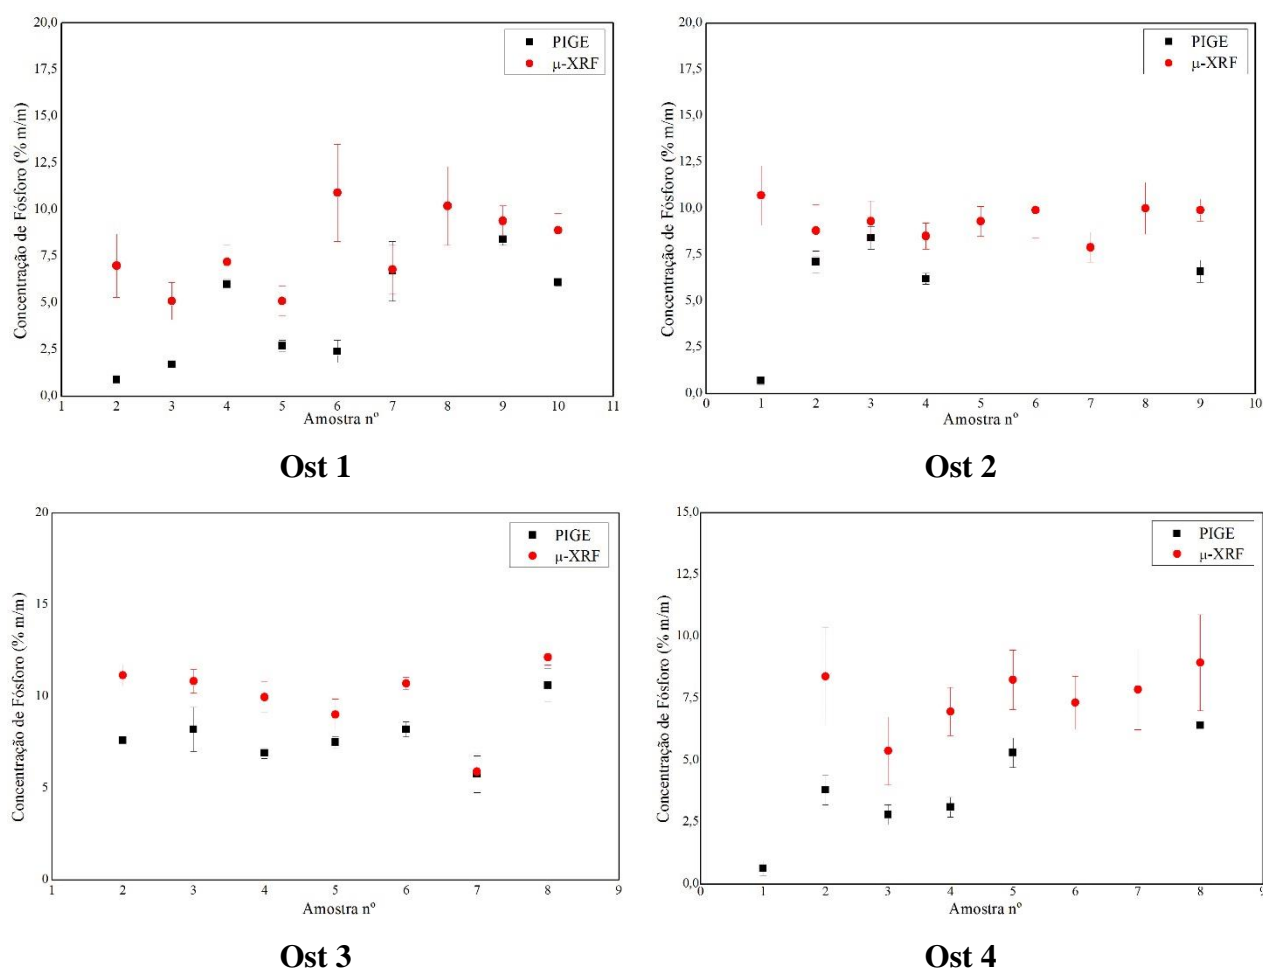 20,0
17,5
15,0
12,5
10,0
7,5
5,0
2,5
0,0
Concentração de Fósforo (% m/m)
PIGE
μ-XRF
1 2 3 4 5 6 7 8 9 10 11
Amostra nº
Ost 1
20,0
17,5
15,0
12,5
10,0
7,5
5,0
2,5
0,0
Concentração de Fósforo (% m/m)
PIGE
μ-XRF
0 1 2 3 4 5 6 7 8 9 10
Amostra nº
Ost 2
20
15
10
5
0
Concentração de Fósforo (% m/m)
PIGE
μ-XRF
1 2 3 4 5 6 7 8 9
Amostra nº
Ost 3
15,0
12,5
10,0
7,5
5,0
2,5
0,0
Concentração de Fósforo (% m/m)
PIGE
μ-XRF
0 1 2 3 4 5 6 7 8 9
Amostra nº
Ost 4